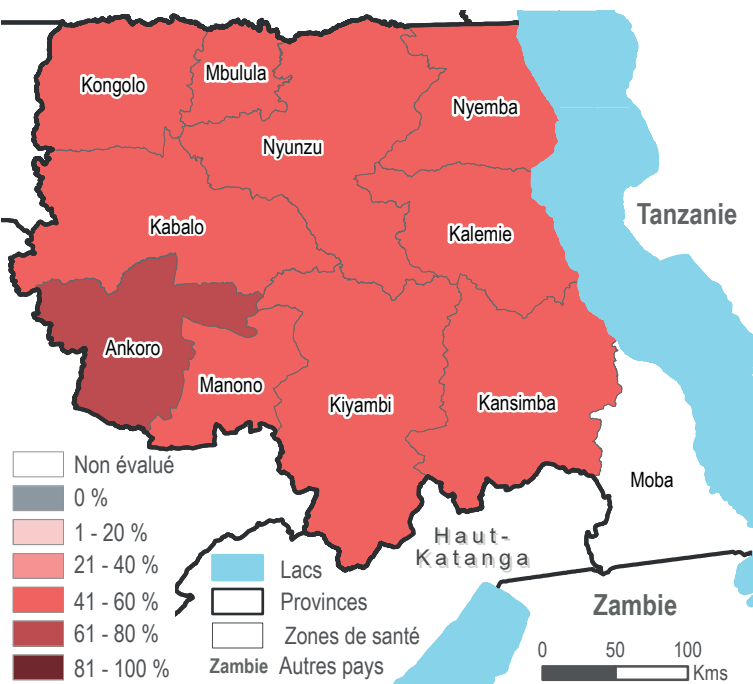 Kongolo
Mbulula
Nyemba
Nyunzu
Tanzanie
Kabalo
Kalemie
Ankoro
Manono
Kiyambi
Kansimba
Moba
Haut-
Katanga
Zambie
Non évalué
0 %
1 - 20 %
21 - 40 %
41 - 60 %
61 - 80 %
81 - 100 %
Lacs
Provinces
Zones de santé
Zambie Autres pays
0 50 100
Kms